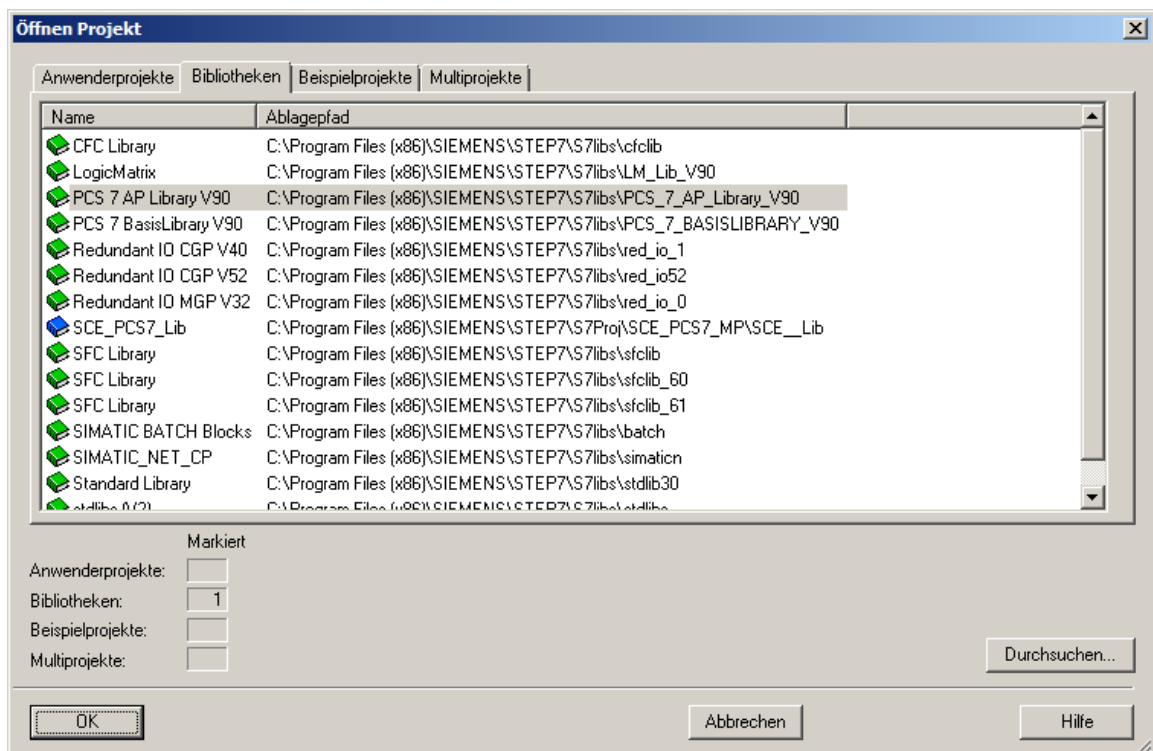 Öffnen Projekt
Anwenderprojekte Bibliotheken Beispielprojekte Multiprojekte
Name Ablagepfad
CFC Library C:\Program Files (x86)\SIEMENS\STEP7\S7libs\cfclib
LogicMatrix C:\Program Files (x86)\SIEMENS\STEP7\S7libs\LM_Lib_V90
PCS 7 AP Library V90 C:\Program Files (x86)\SIEMENS\STEP7\S7libs\PCS_7_AP_Library_V90
PCS 7 BasisLibrary V90 C:\Program Files (x86)\SIEMENS\STEP7\S7libs\PCS_7_BASISLIBRARY_V90
Redundant IO CGP V40 C:\Program Files (x86)\SIEMENS\STEP7\S7libs\red_io_1
Redundant IO CGP V52 C:\Program Files (x86)\SIEMENS\STEP7\S7libs\red_io52
Redundant IO MGP V32 C:\Program Files (x86)\SIEMENS\STEP7\S7libs\red_io_0
SCE_PCS7_Lib C:\Program Files (x86)\SIEMENS\STEP7\S7Proj\SCE_PCS7_MP\SCE__Lib
SFC Library C:\Program Files (x86)\SIEMENS\STEP7\S7libs\sfclib
SFC Library C:\Program Files (x86)\SIEMENS\STEP7\S7libs\sfclib_60
SFC Library C:\Program Files (x86)\SIEMENS\STEP7\S7libs\sfclib_61
SIMATIC BATCH Blocks C:\Program Files (x86)\SIEMENS\STEP7\S7libs\batch
SIMATIC_NET_CP C:\Program Files (x86)\SIEMENS\STEP7\S7libs\simaticn
Standard Library C:\Program Files (x86)\SIEMENS\STEP7\S7libs\stdlib30
C:\Program Files (x86)\SIEMENS\STEP7\S7libs\stdlibs
Markiert
Anwenderprojekte:
Bibliotheken: 1
Beispielprojekte:
Multiprojekte:
Durchsuchen...
OK Abbrechen Hilfe